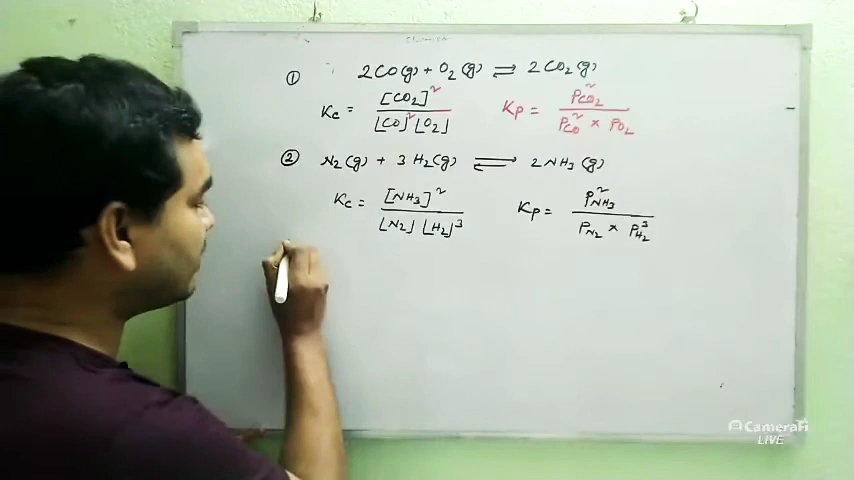 ① 2CO(g) + O₂(g) ⇌ 2CO₂(g)
Kc = [CO₂]² / [CO]² [O₂] Kp = P²CO₂ / P²CO × PO₂
② N₂(g) + 3H₂(g) ⇌ 2NH₃(g)
Kc = [NH₃]² / [N₂] [H₂]³ Kp = P²NH₃ / PN₂ × P³H₂
CameraFi
LIVE